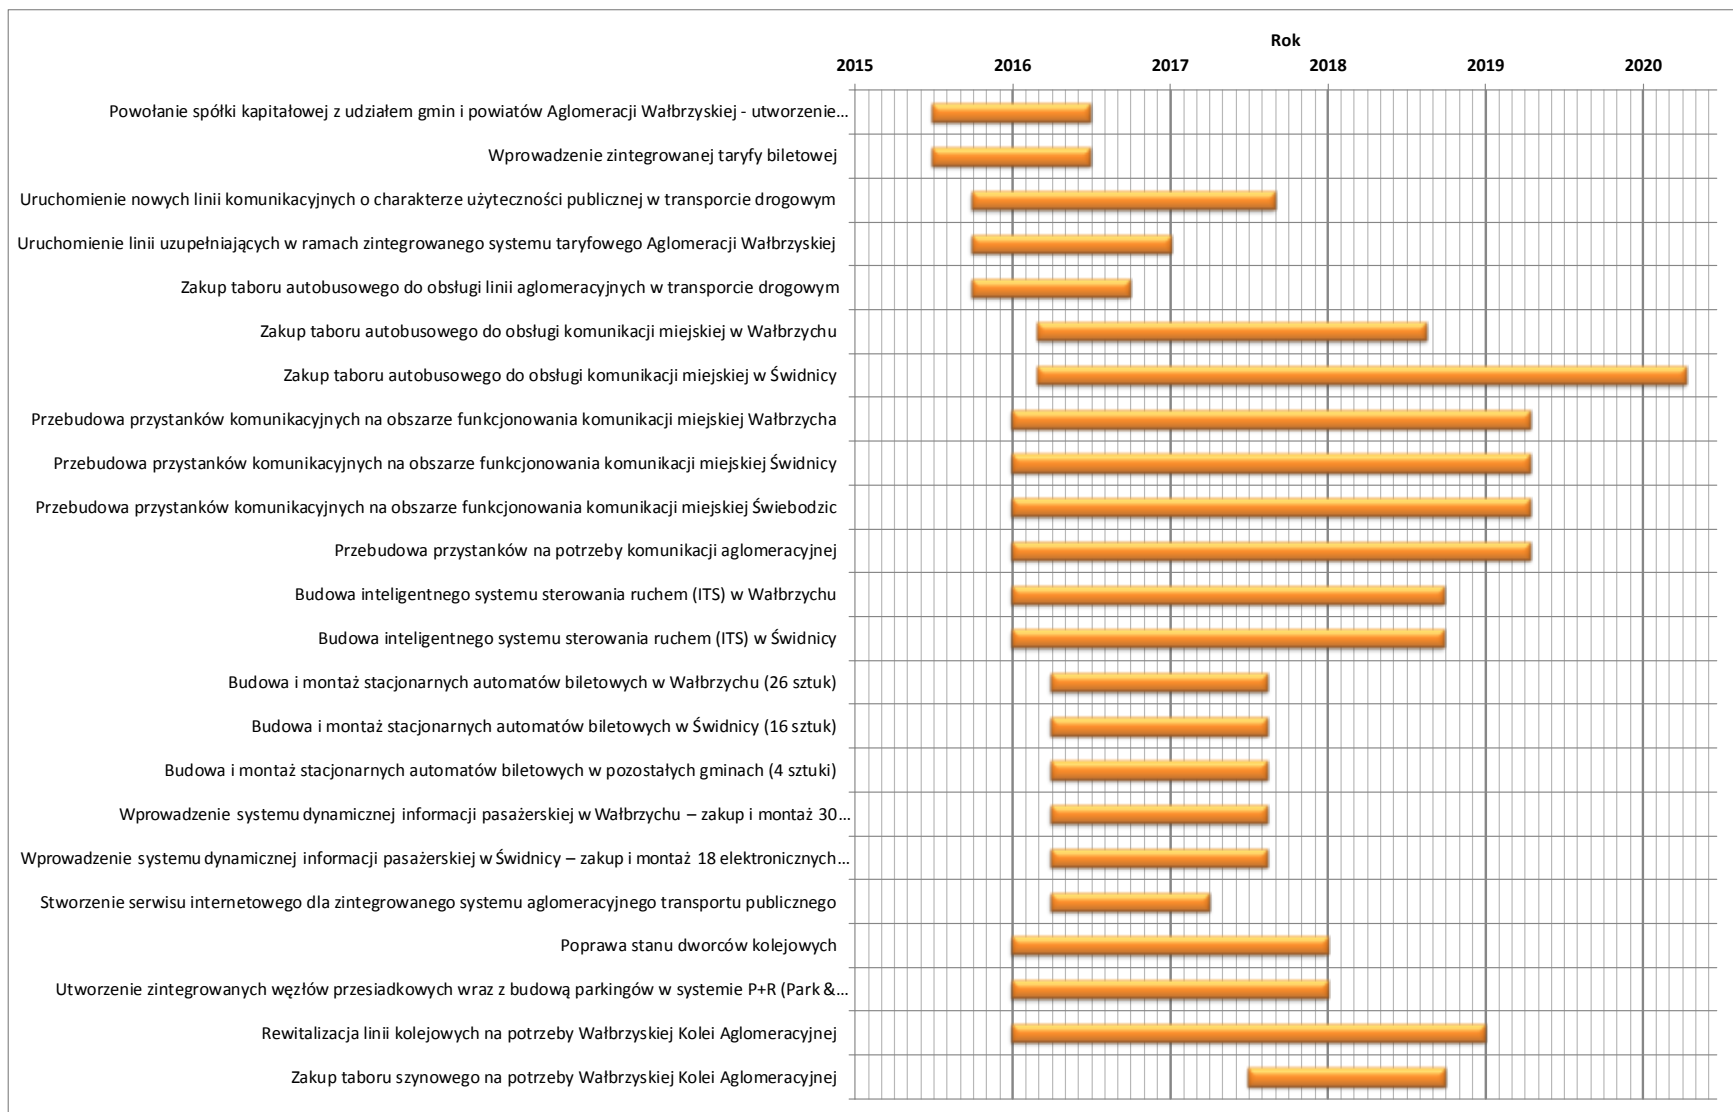 Rok
2015 2016 2017 2018 2019 2020
Powołanie spółki kapitałowej z udziałem gmin i powiatów Aglomeracji Wałbrzyskiej - utworzenie...
Wprowadzenie zintegrowanej taryfy biletowej
Uruchomienie nowych linii komunikacyjnych o charakterze użyteczności publicznej w transporcie drogowym
Uruchomienie linii uzupełniających w ramach zintegrowanego systemu taryfowego Aglomeracji Wałbrzyskiej
Zakup taboru autobusowego do obsługi linii aglomeracyjnych w transporcie drogowym
Zakup taboru autobusowego do obsługi komunikacji miejskiej w Wałbrzychu
Zakup taboru autobusowego do obsługi komunikacji miejskiej w Świdnicy
Przebudowa przystanków komunikacyjnych na obszarze funkcjonowania komunikacji miejskiej Wałbrzycha
Przebudowa przystanków komunikacyjnych na obszarze funkcjonowania komunikacji miejskiej Świdnicy
Przebudowa przystanków komunikacyjnych na obszarze funkcjonowania komunikacji miejskiej Świebodzic
Przebudowa przystanków na potrzeby komunikacji aglomeracyjnej
Budowa inteligentnego systemu sterowania ruchem (ITS) w Wałbrzychu
Budowa inteligentnego systemu sterowania ruchem (ITS) w Świdnicy
Budowa i montaż stacjonarnych automatów biletowych w Wałbrzychu (26 sztuk)
Budowa i montaż stacjonarnych automatów biletowych w Świdnicy (16 sztuk)
Budowa i montaż stacjonarnych automatów biletowych w pozostałych gminach (4 sztuki)
Wprowadzenie systemu dynamicznej informacji pasażerskiej w Wałbrzychu – zakup i montaż 30...
Wprowadzenie systemu dynamicznej informacji pasażerskiej w Świdnicy – zakup i montaż 18 elektronicznych...
Stworzenie serwisu internetowego dla zintegrowanego systemu aglomeracyjnego transportu publicznego
Poprawa stanu dworców kolejowych
Utworzenie zintegrowanych węzłów przesiadkowych wraz z budową parkingów w systemie P+R (Park &...
Rewitalizacja linii kolejowych na potrzeby Wałbrzyskiej Kolei Aglomeracyjnej
Zakup taboru szynowego na potrzeby Wałbrzyskiej Kolei Aglomeracyjnej